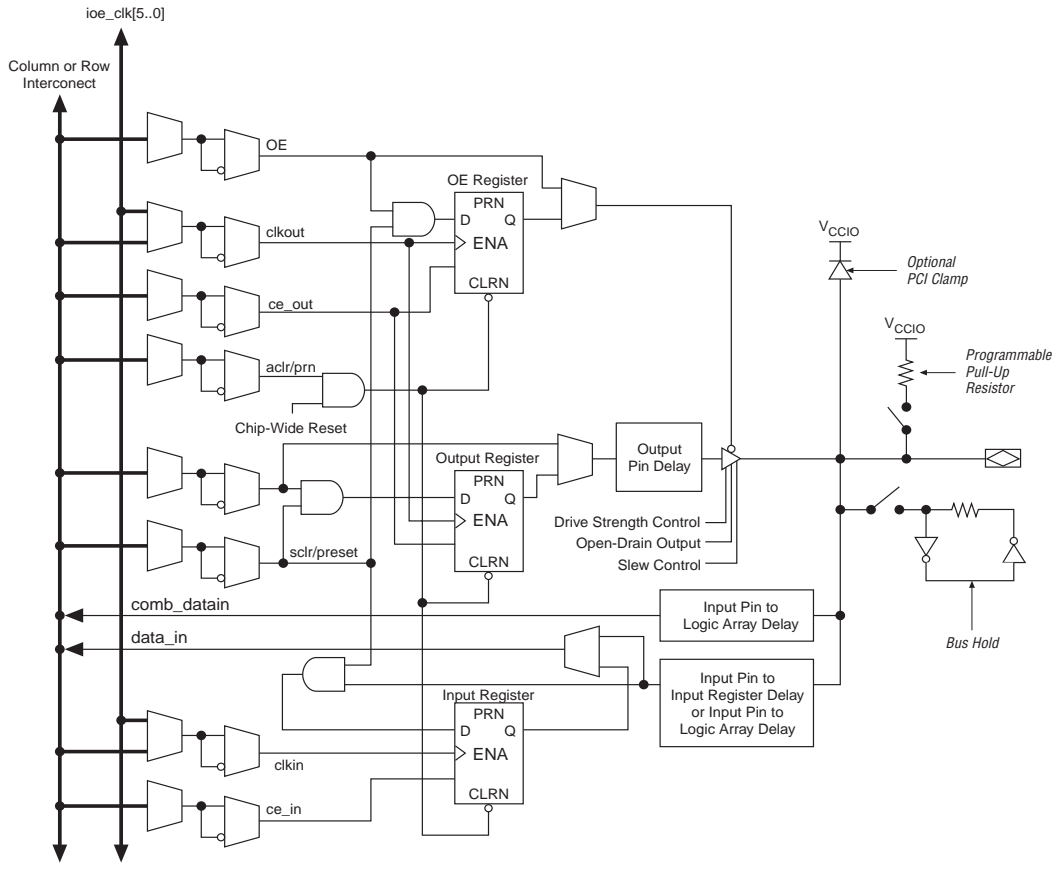 ioe_clk[5..0]
Column or Row
Interconect
OE
OE Register
PRN
D
Q
clkout
ENA
VCCIO
Optional
PCI Clamp
CLRN
ce_out
VCCIO
aclr/prn
Programmable
Pull-Up
Resistor
Chip-Wide Reset
Output Register
Output
Pin Delay
PRN
D
Q
ENA
Drive Strength Control
Open-Drain Output
sclr/preset
CLRN
Slew Control
comb_datain
Input Pin to
Logic Array Delay
data_in
Bus Hold
Input Pin to
Input Register Delay
or Input Pin to
Logic Array Delay
Input Register
PRN
D
Q
ENA
clkin
CLRN
ce_in